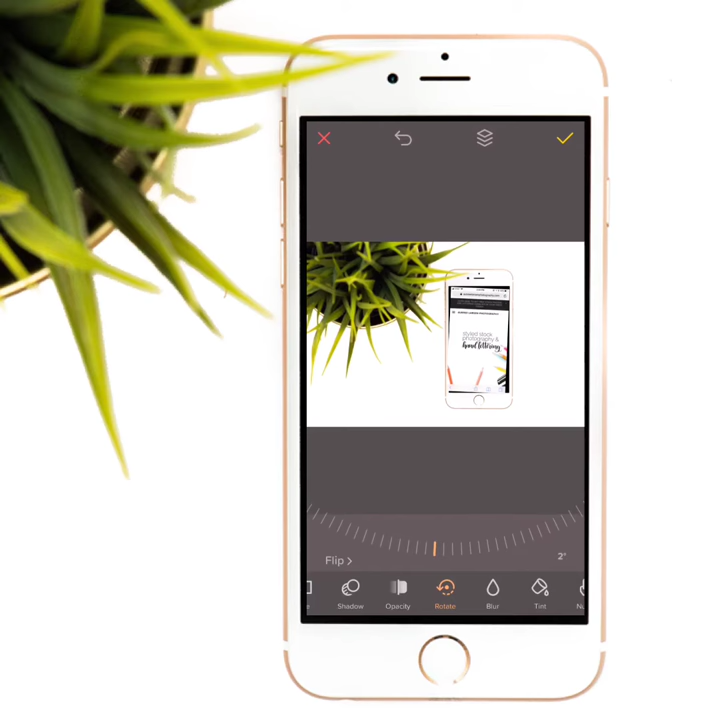 styled stock
photography &
hand lettering
Flip >
2°
Shadow
Opacity
Rotate
Blur
Tint